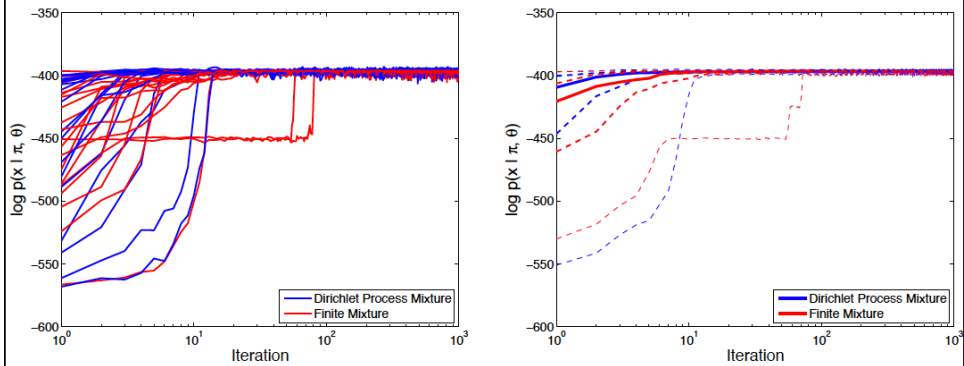 −350
−400
−450
−500
−550
−600
log p(x | π, θ)
10^0
10^1
10^2
10^3
Iteration
Dirichlet Process Mixture
Finite Mixture
−350
−400
−450
−500
−550
−600
log p(x | π, θ)
10^0
10^1
10^2
10^3
Iteration
Dirichlet Process Mixture
Finite Mixture